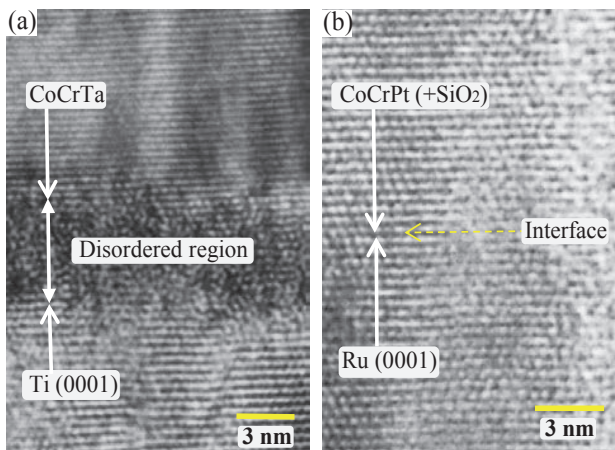 (a)
CoCrTa
Disordered region
Ti (0001)
3 nm
(b)
CoCrPt (+SiO₂)
Interface
Ru (0001)
3 nm